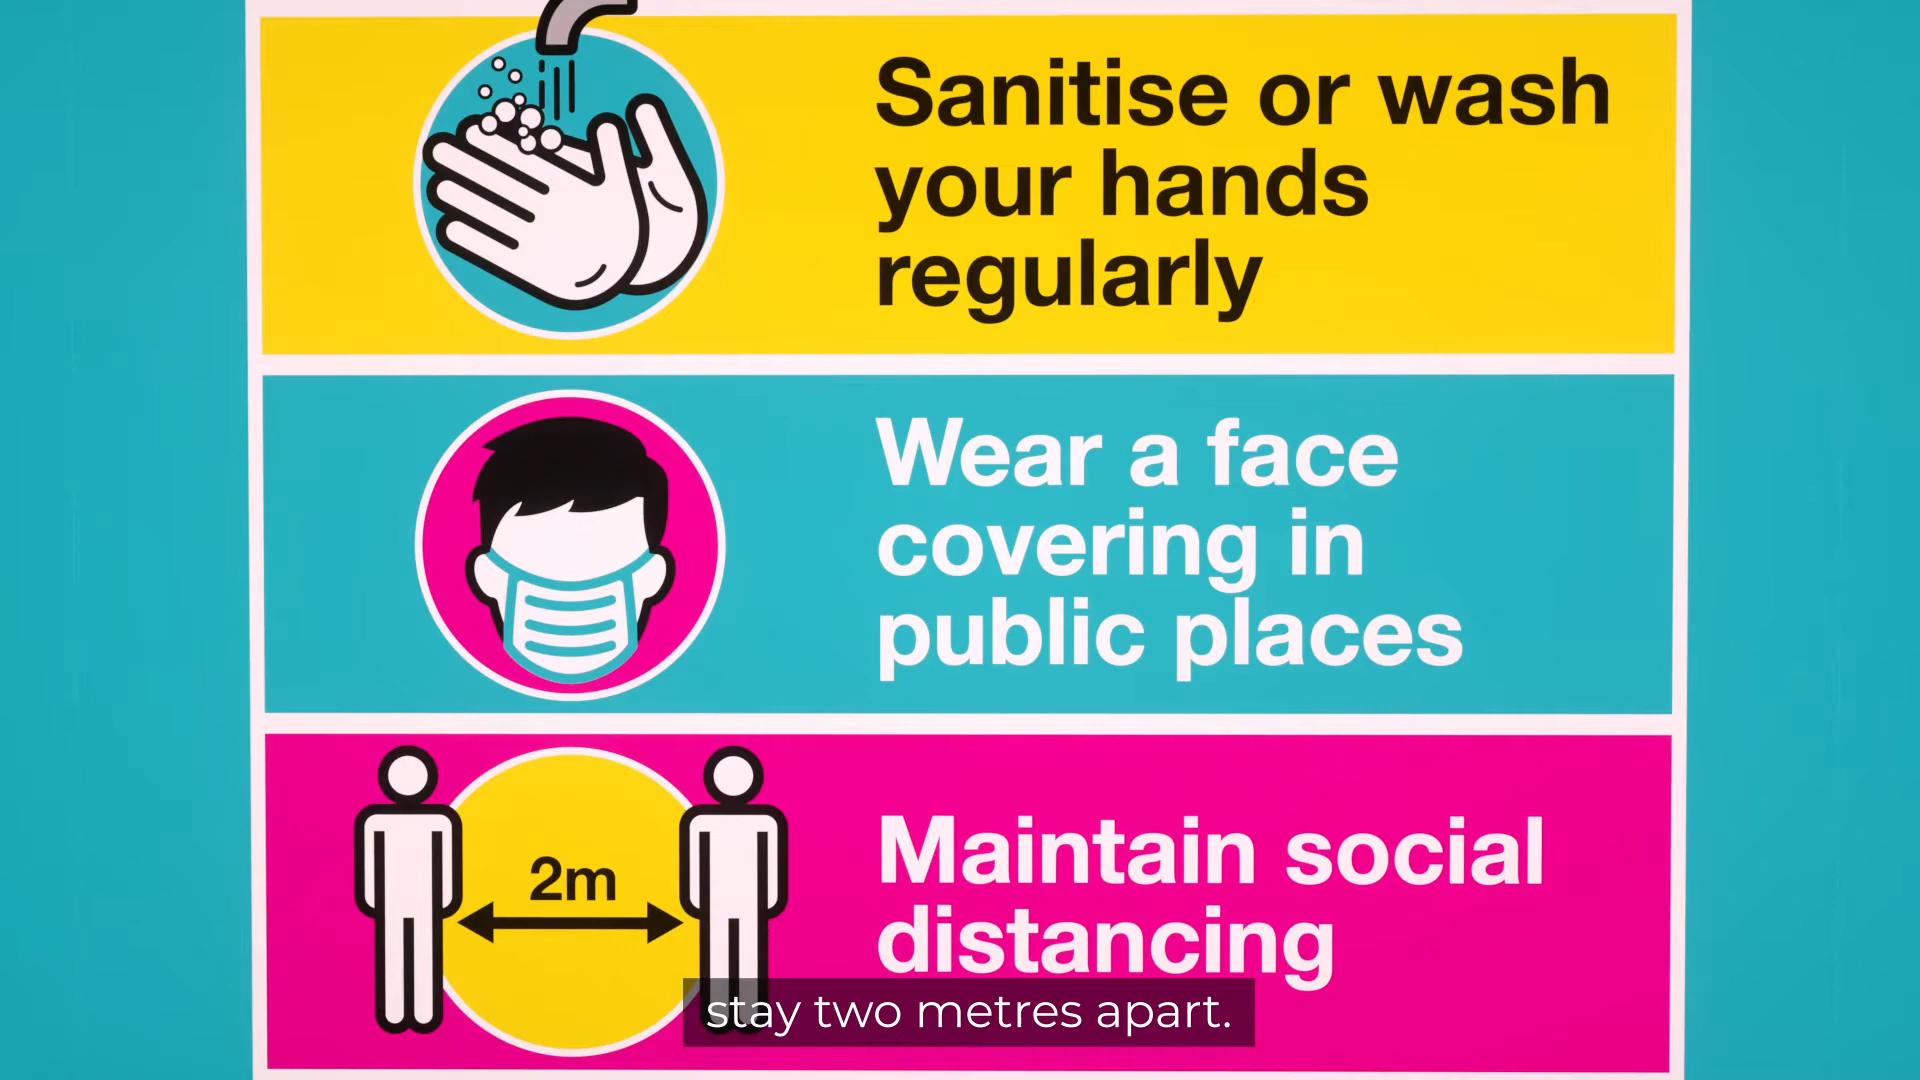 Sanitise or wash
your hands
regularly
Wear a face
covering in
public places
2m
Maintain social
distancing
stay two metres apart.